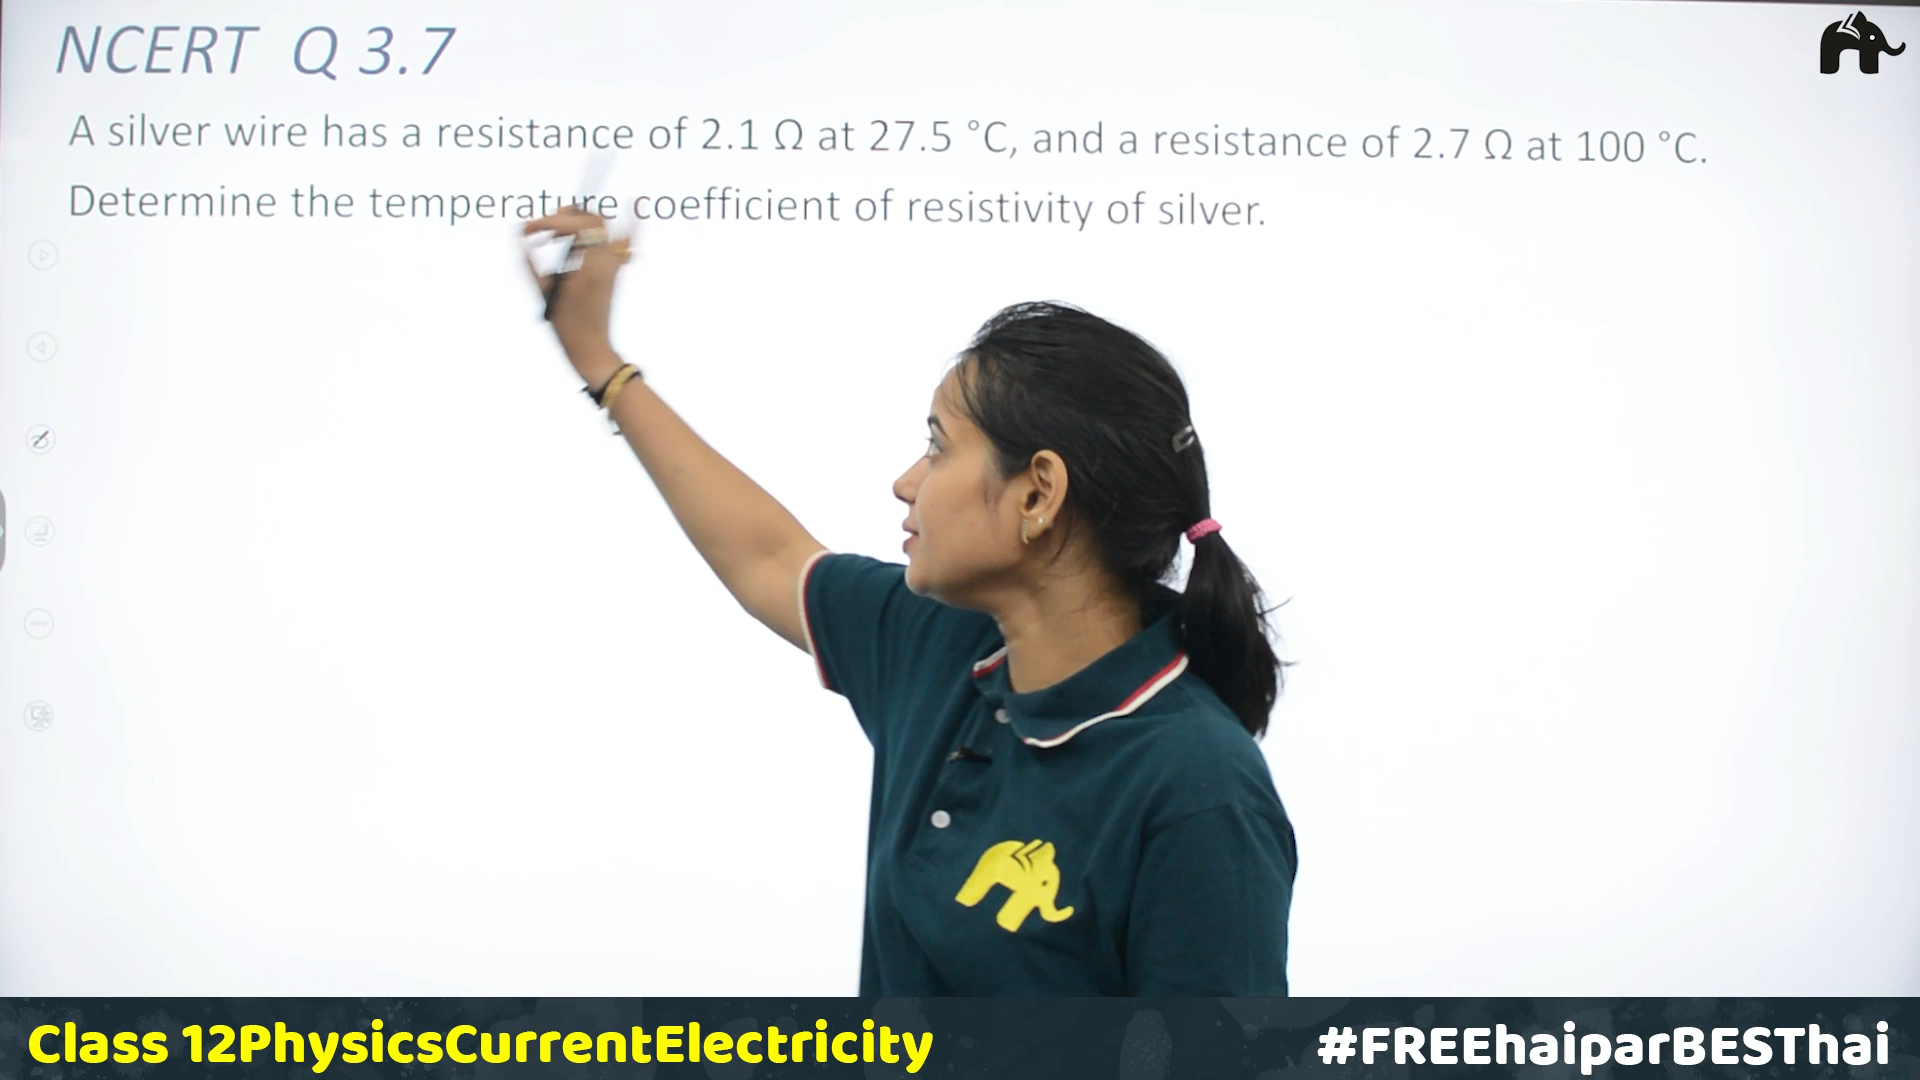 NCERT Q 3.7
A silver wire has a resistance of 2.1 Ω at 27.5 °C, and a resistance of 2.7 Ω at 100 °C.
Determine the temperature coefficient of resistivity of silver.
Class 12PhysicsCurrentElectricity
#FREEhaiparBESThai